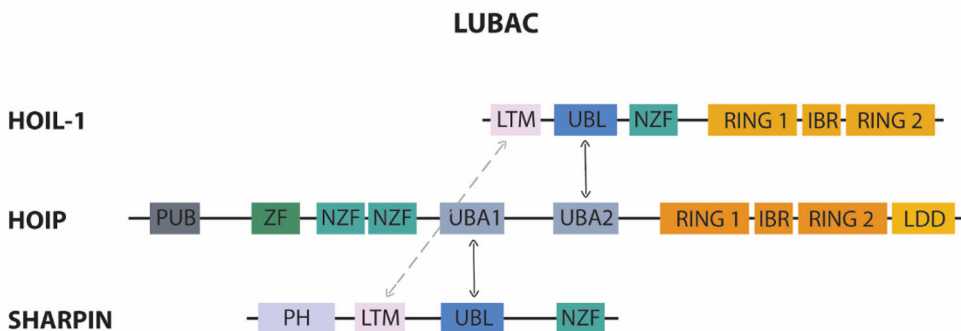 LUBAC
HOIL-1 LTM UBL NZF RING 1 IBR RING 2
HOIP PUB ZF NZF NZF UBA1 UBA2 RING 1 IBR RING 2 LDD
SHARPIN PH LTM UBL NZF